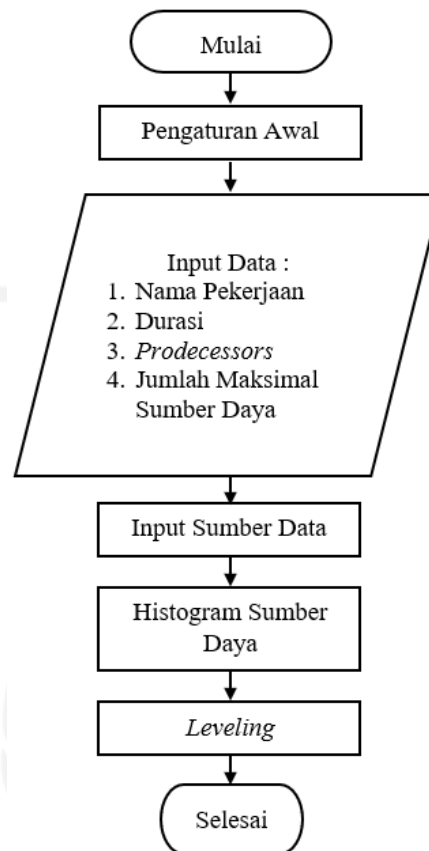 Mulai
Pengaturan Awal
Input Data :
1. Nama Pekerjaan
2. Durasi
3. Prodecessors
4. Jumlah Maksimal
Sumber Daya
Input Sumber Data
Histogram Sumber
Daya
Leveling
Selesai